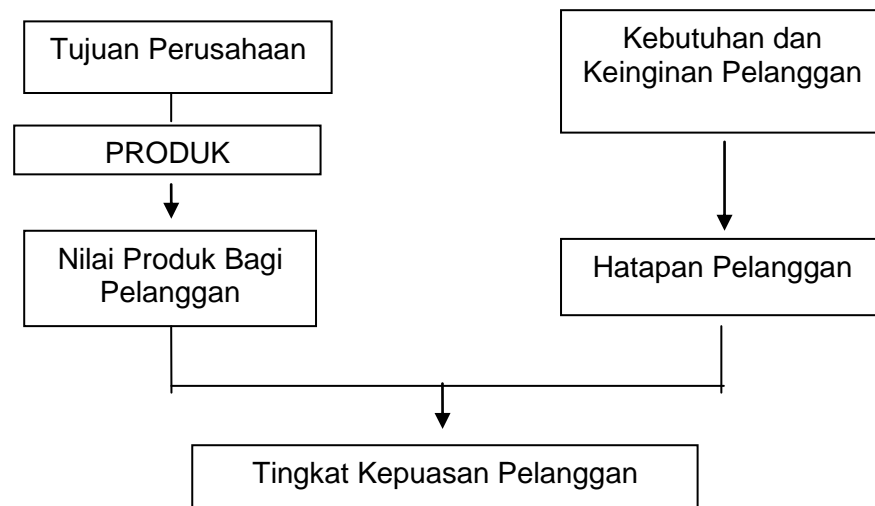 Tujuan Perusahaan
Kebutuhan dan
Keinginan Pelanggan
PRODUK
Nilai Produk Bagi
Pelanggan
Hatapan Pelanggan
Tingkat Kepuasan Pelanggan